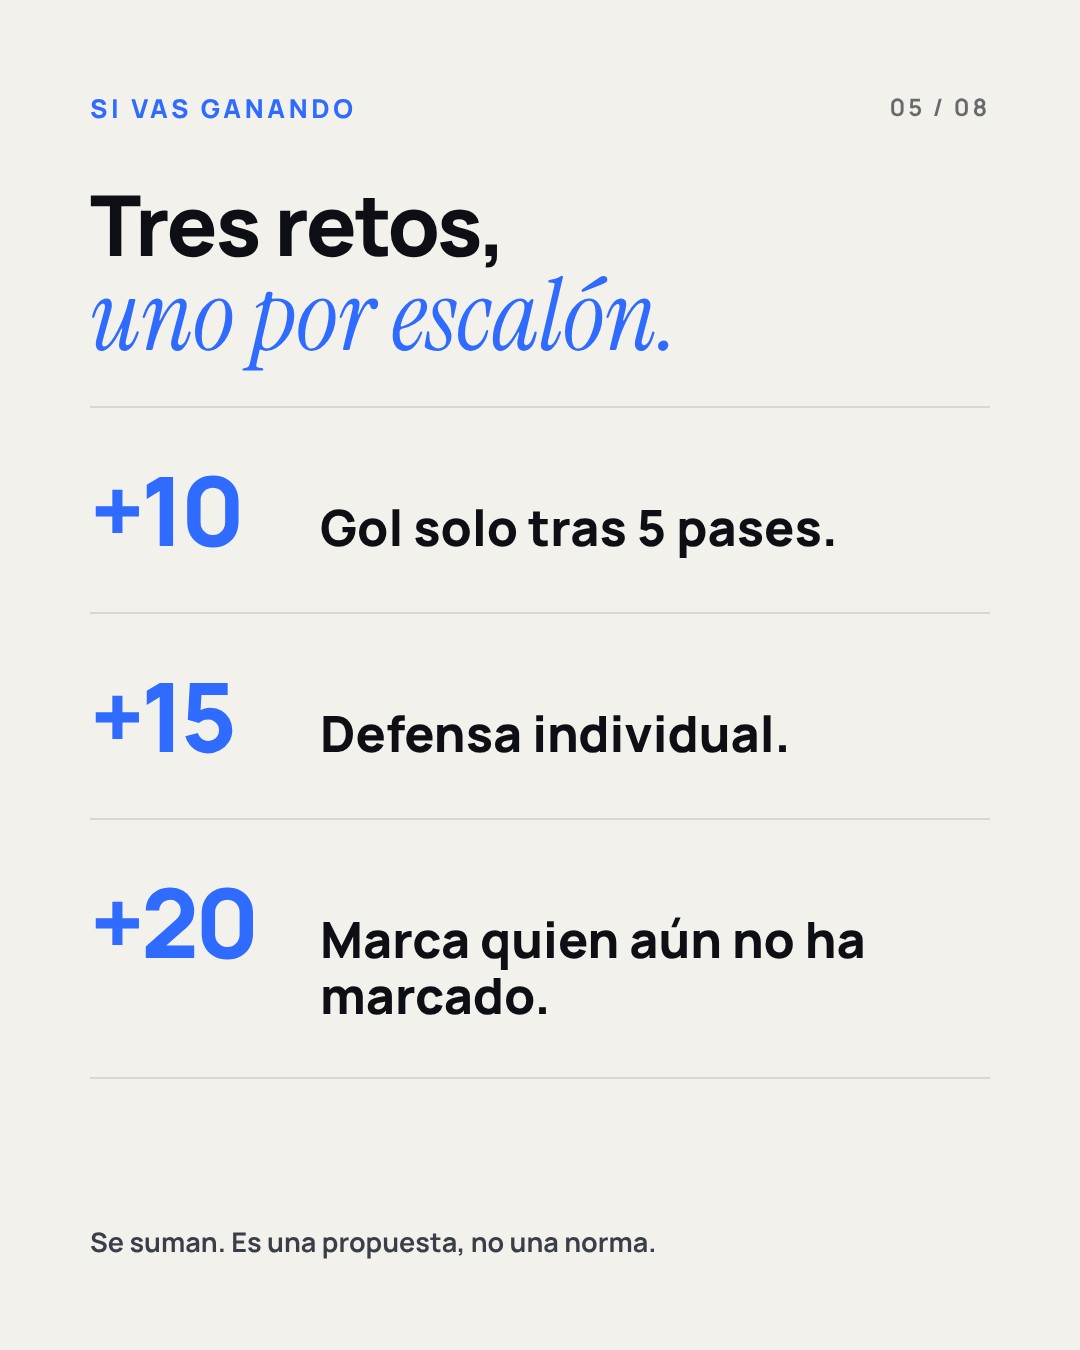 SI VAS GANANDO
05 / 08
Tres retos,
uno por escalón.
+10
Gol solo tras 5 pases.
+15
Defensa individual.
+20
Marca quien aún no ha
marcado.
Se suman. Es una propuesta, no una norma.